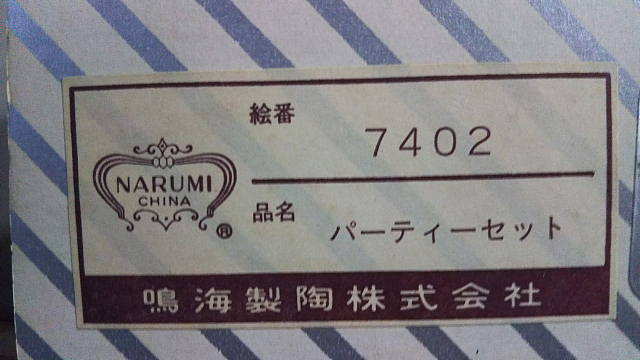 絵番
7402
NARUMI
CHINA
®
品名
パーティーセット
鳴海製陶株式会社